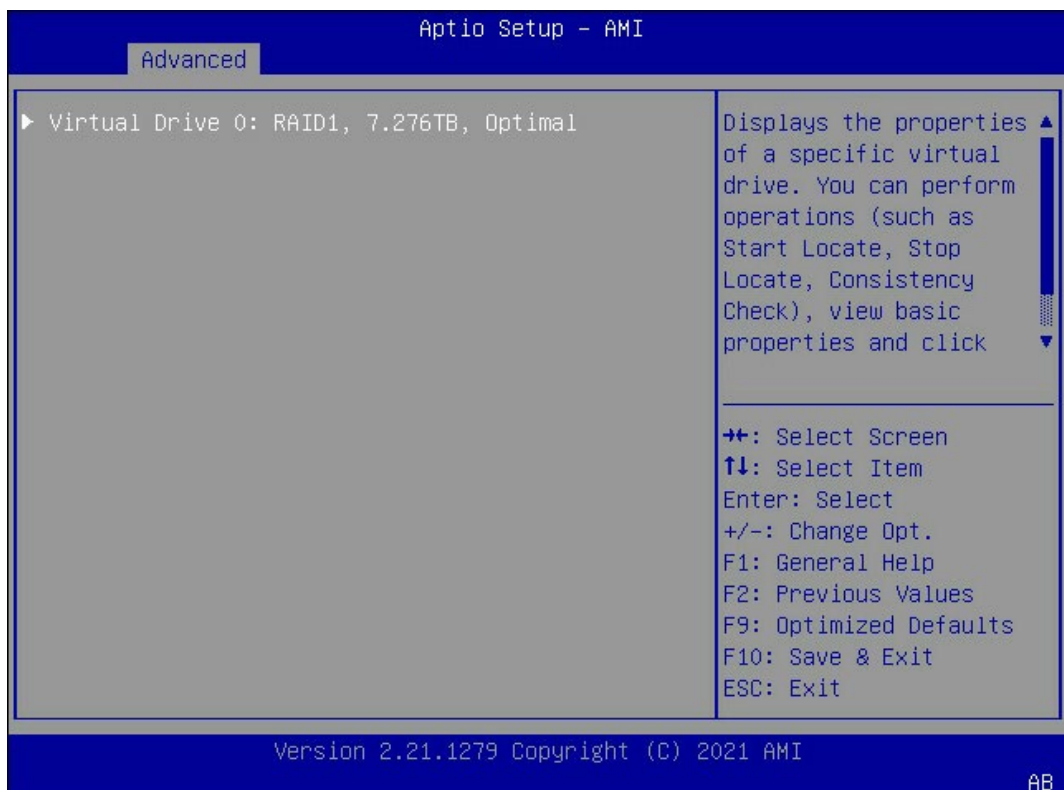 Aptio Setup – AMI
Advanced
▶ Virtual Drive 0: RAID1, 7.276TB, Optimal
Displays the properties
of a specific virtual
drive. You can perform
operations (such as
Start Locate, Stop
Locate, Consistency
Check), view basic
properties and click
→←: Select Screen
↑↓: Select Item
Enter: Select
+/-: Change Opt.
F1: General Help
F2: Previous Values
F9: Optimized Defaults
F10: Save & Exit
ESC: Exit
Version 2.21.1279 Copyright (C) 2021 AMI
AB